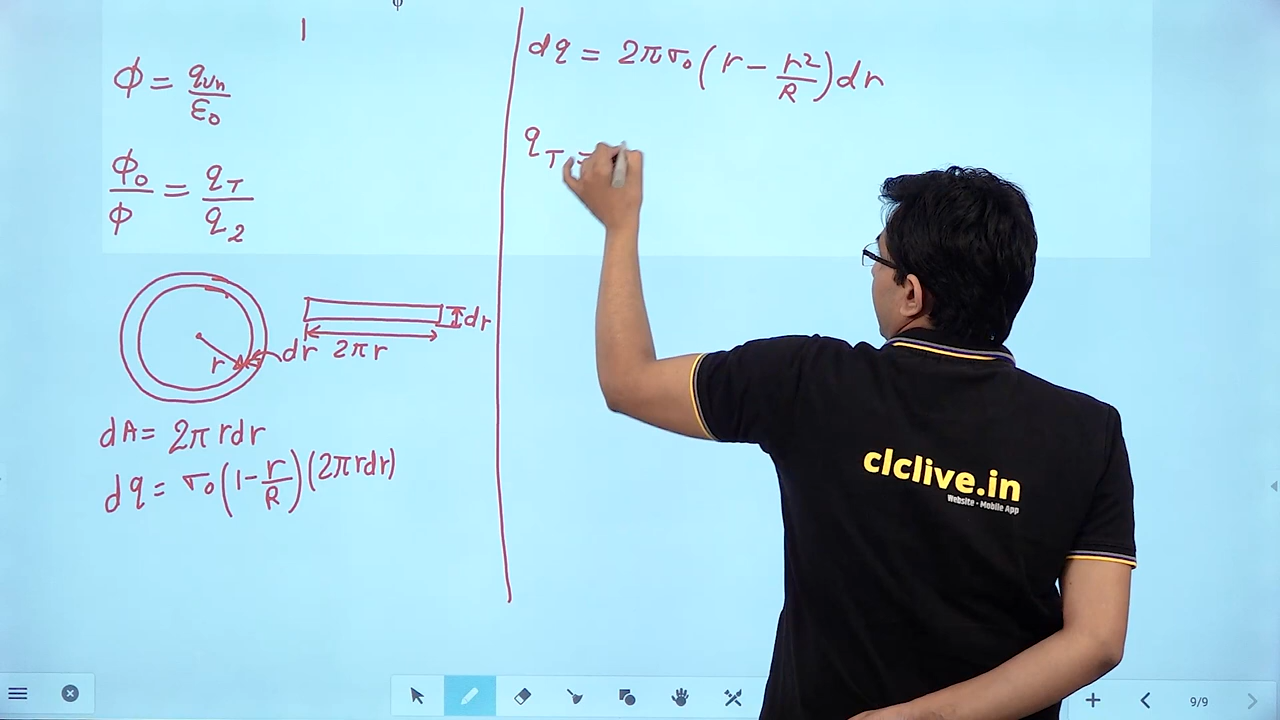 φ
ϕ = q_in / ε₀
ϕ₀ / ϕ = q_T / q_2
r
dr
2πr
dr
dA = 2πrdr
dq = σ₀(1 - r/R)(2πrdr)
dq = 2πσ₀(r - r²/R)dr
q_T =
clclive.in
Website • Mobile App
9/9